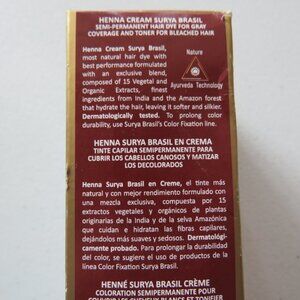 HENNA CREAM SURYA BRASIL
SEMI-PERMANENT HAIR DYE FOR GRAY
COVERAGE AND TONER FOR BLEACHED HAIR
Henna Cream Surya Brasil,
most natural hair dye with
best performance formulated
with an exclusive blend,
composed of 15 Vegetal and
Organic Extracts, finest
Nature
Ayurveda Technology
ingredients from India and the Amazon forest
that hydrate the hair, leaving it softer and shiny.
Dermatologically tested. To prolong color
durability, use Surya Brasil's Color Fixation line.
HENNA SURYA BRASIL EN CREMA
TINTE CAPILAR SEMIPERMANENTE PARA
CUBRIR LOS CABELLOS CANOSOS Y MATIZAR
LOS DECOLORADOS
Henna Surya Brasil en Creme, el tinte más
natural y con mejor rendimiento formulado con
una mezcla exclusiva, compuesta por 15
extractos vegetales y orgánicos de plantas
originarias de la India y de la selva Amazónica
que cuidan e hidratan las fibras capilares,
dejándolos más suaves y sedosos. Dermatológi-
camente probado. Para prolongar la durabilidad
del color, se sugiere el uso de productos de la
línea Color Fixation Surya Brasil.
HENNÉ SURYA BRASIL CRÈME
COLORATION SEMIPERMANENTE POUR
COUVRIR LES CHEVEUX BLANCS ET TONIFIER